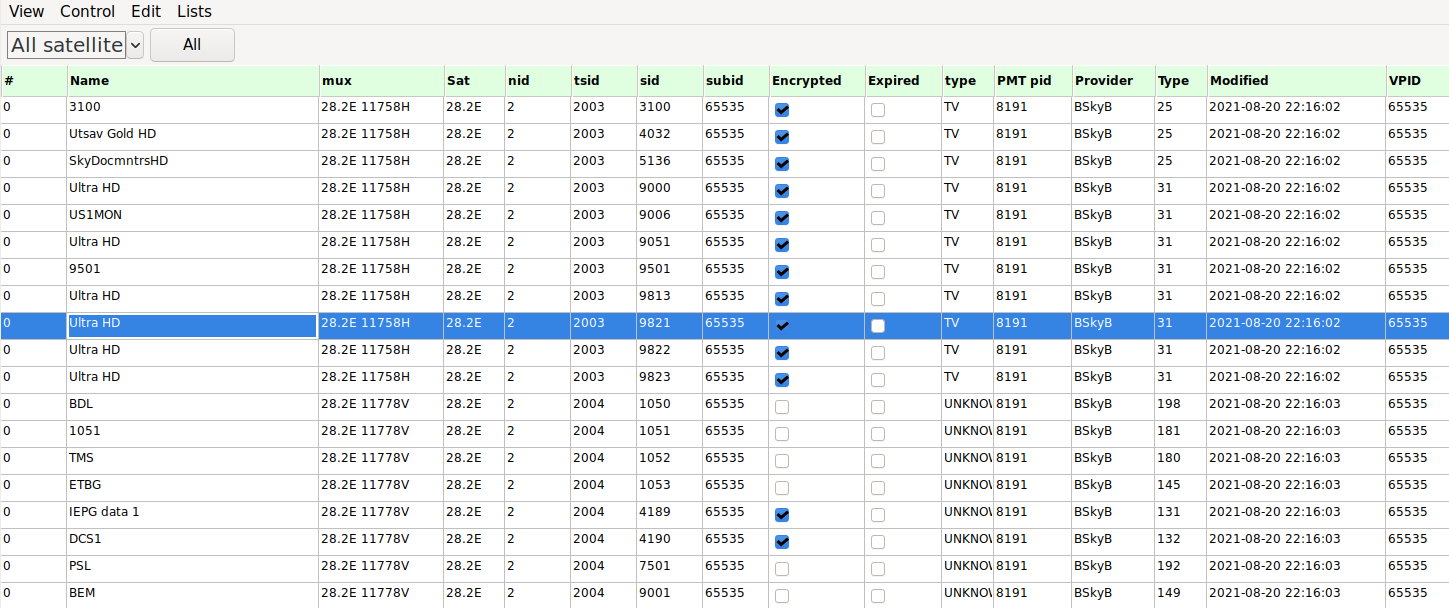 View Control Edit Lists
All satellite All
# Name mux Sat nid tsid sid subid Encrypted Expired type PMT pid Provider Type Modified VPID
0 3100 28.2E 11758H 28.2E 2 2003 3100 65535 TV 8191 BSkyB 25 2021-08-20 22:16:02 65535
0 Utsav Gold HD 28.2E 11758H 28.2E 2 2003 4032 65535 TV 8191 BSkyB 25 2021-08-20 22:16:02 65535
0 SkyDocmntrsHD 28.2E 11758H 28.2E 2 2003 5136 65535 TV 8191 BSkyB 25 2021-08-20 22:16:02 65535
0 Ultra HD 28.2E 11758H 28.2E 2 2003 9000 65535 TV 8191 BSkyB 31 2021-08-20 22:16:02 65535
0 US1MON 28.2E 11758H 28.2E 2 2003 9006 65535 TV 8191 BSkyB 31 2021-08-20 22:16:02 65535
0 Ultra HD 28.2E 11758H 28.2E 2 2003 9051 65535 TV 8191 BSkyB 31 2021-08-20 22:16:02 65535
0 9501 28.2E 11758H 28.2E 2 2003 9501 65535 TV 8191 BSkyB 31 2021-08-20 22:16:02 65535
0 Ultra HD 28.2E 11758H 28.2E 2 2003 9813 65535 TV 8191 BSkyB 31 2021-08-20 22:16:02 65535
0 Ultra HD 28.2E 11758H 28.2E 2 2003 9821 65535 TV 8191 BSkyB 31 2021-08-20 22:16:02 65535
0 Ultra HD 28.2E 11758H 28.2E 2 2003 9822 65535 TV 8191 BSkyB 31 2021-08-20 22:16:02 65535
0 Ultra HD 28.2E 11758H 28.2E 2 2003 9823 65535 TV 8191 BSkyB 31 2021-08-20 22:16:02 65535
0 BDL 28.2E 11778V 28.2E 2 2004 1050 65535 UNKNOV 8191 BSkyB 198 2021-08-20 22:16:03 65535
0 1051 28.2E 11778V 28.2E 2 2004 1051 65535 UNKNOV 8191 BSkyB 181 2021-08-20 22:16:03 65535
0 TMS 28.2E 11778V 28.2E 2 2004 1052 65535 UNKNOV 8191 BSkyB 180 2021-08-20 22:16:03 65535
0 ETBG 28.2E 11778V 28.2E 2 2004 1053 65535 UNKNOV 8191 BSkyB 145 2021-08-20 22:16:03 65535
0 IEPG data 1 28.2E 11778V 28.2E 2 2004 4189 65535 UNKNOV 8191 BSkyB 131 2021-08-20 22:16:03 65535
0 DCS1 28.2E 11778V 28.2E 2 2004 4190 65535 UNKNOV 8191 BSkyB 132 2021-08-20 22:16:03 65535
0 PSL 28.2E 11778V 28.2E 2 2004 7501 65535 UNKNOV 8191 BSkyB 192 2021-08-20 22:16:03 65535
0 BEM 28.2E 11778V 28.2E 2 2004 9001 65535 UNKNOV 8191 BSkyB 149 2021-08-20 22:16:03 65535